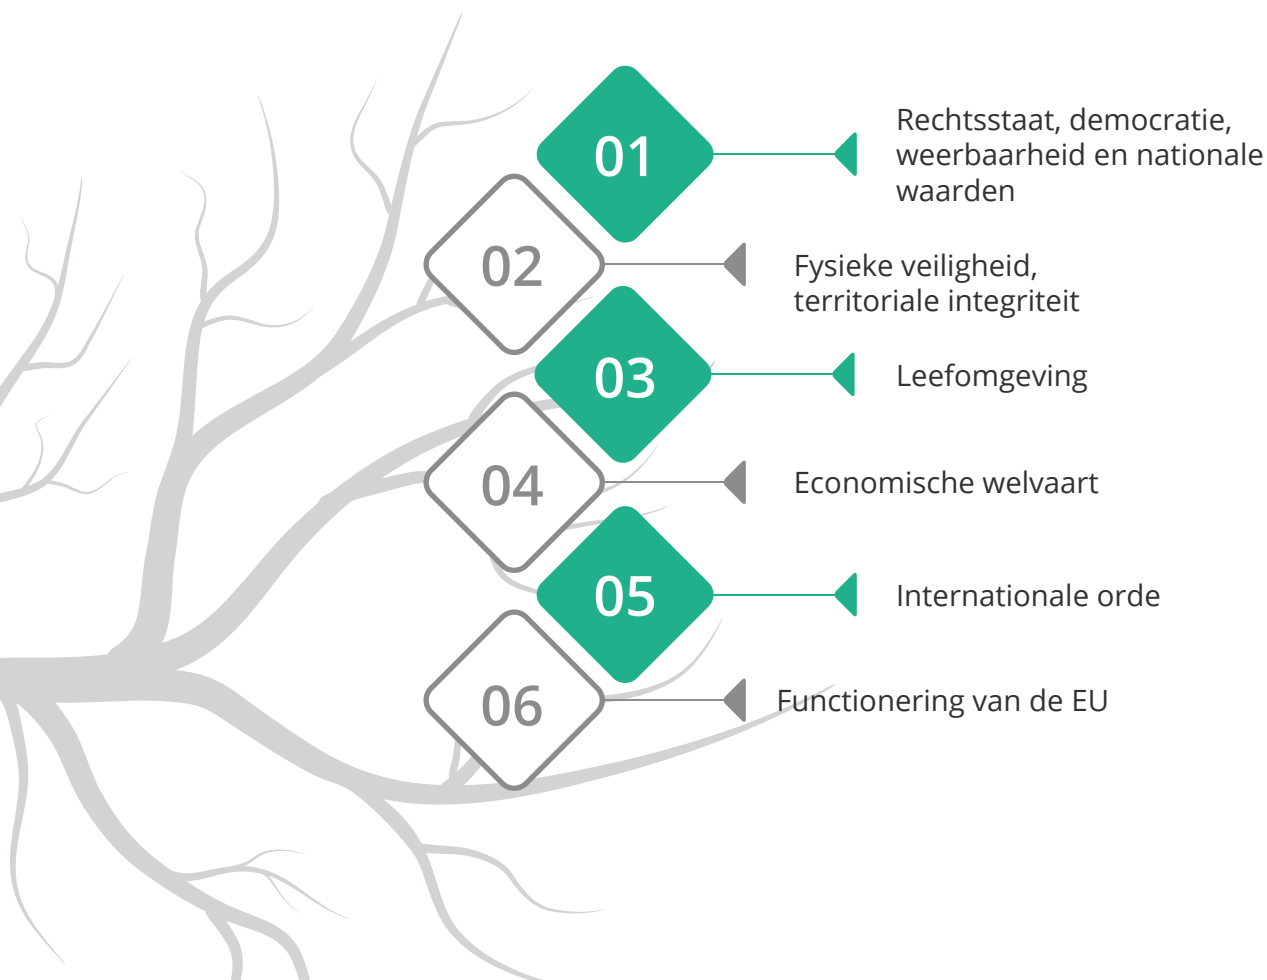 01
Rechtsstaat, democratie,
weerbaarheid en nationale
waarden
02
Fysieke veiligheid,
territoriale integriteit
03
Leefomgeving
04
Economische welvaart
05
Internationale orde
06
Functionering van de EU